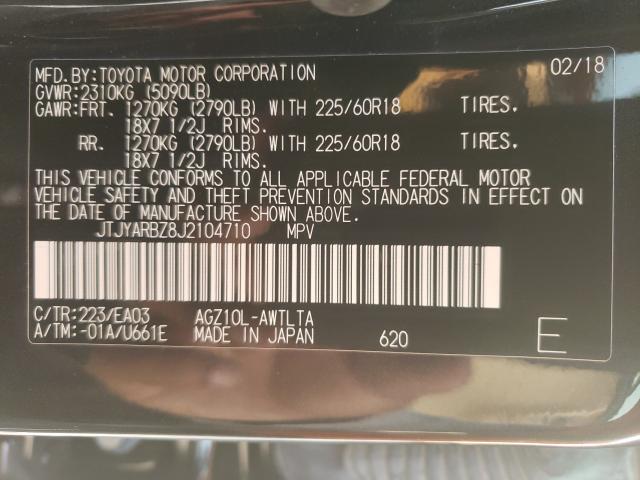 MFD.BY:TOYOTA MOTOR CORPORATION 02/18
GVWR:2310KG (5090LB)
GAWR:FRT. 1270KG (2790LB) WITH 225/60R18 TIRES.
18X7 1/2J RIMS.
RR. 1270KG (2790LB) WITH 225/60R18 TIRES.
18X7 1/2J RIMS.
THIS VEHICLE CONFORMS TO ALL APPLICABLE FEDERAL MOTOR
VEHICLE SAFETY AND THEFT PREVENTION STANDARDS IN EFFECT ON
THE DATE OF MANUFACTURE SHOWN ABOVE.
JTJYARBZ8J2104710 MPV
C/TR:223/EA03 AGZ10L-AWTLTA
A/TM:-01A/U661E MADE IN JAPAN 620 E